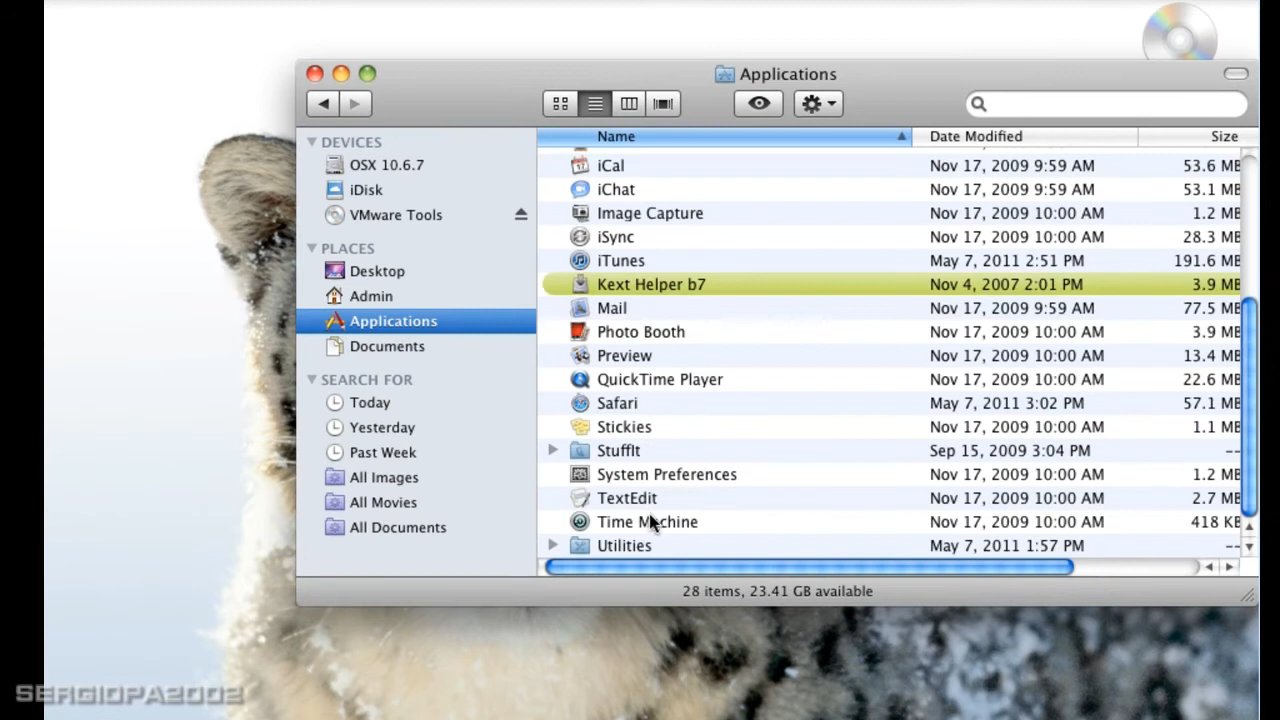 Applications
DEVICES
OSX 10.6.7
iDisk
VMware Tools
PLACES
Desktop
Admin
Applications
Documents
SEARCH FOR
Today
Yesterday
Past Week
All Images
All Movies
All Documents
Name Date Modified Size
iCal Nov 17, 2009 9:59 AM 53.6 MB
iChat Nov 17, 2009 9:59 AM 53.1 MB
Image Capture Nov 17, 2009 10:00 AM 1.2 MB
iSync Nov 17, 2009 10:00 AM 28.3 MB
iTunes May 7, 2011 2:51 PM 191.6 MB
Kext Helper b7 Nov 4, 2007 2:01 PM 3.9 MB
Mail Nov 17, 2009 9:59 AM 77.5 MB
Photo Booth Nov 17, 2009 10:00 AM 3.9 MB
Preview Nov 17, 2009 10:00 AM 13.4 MB
QuickTime Player Nov 17, 2009 10:00 AM 22.6 MB
Safari May 7, 2011 3:02 PM 57.1 MB
Stickies Nov 17, 2009 10:00 AM 1.1 MB
StuffIt Sep 15, 2009 3:04 PM --
System Preferences Nov 17, 2009 10:00 AM 1.2 MB
TextEdit Nov 17, 2009 10:00 AM 2.7 MB
Time Machine Nov 17, 2009 10:00 AM 418 KB
Utilities May 7, 2011 1:57 PM --
28 items, 23.41 GB available
SERGIOPA2002